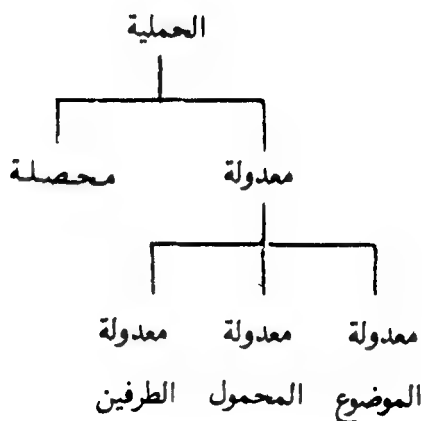 الحملية
معدولة محصلة
معدولة معدولة معدولة
الموضوع المحمول الطرفين